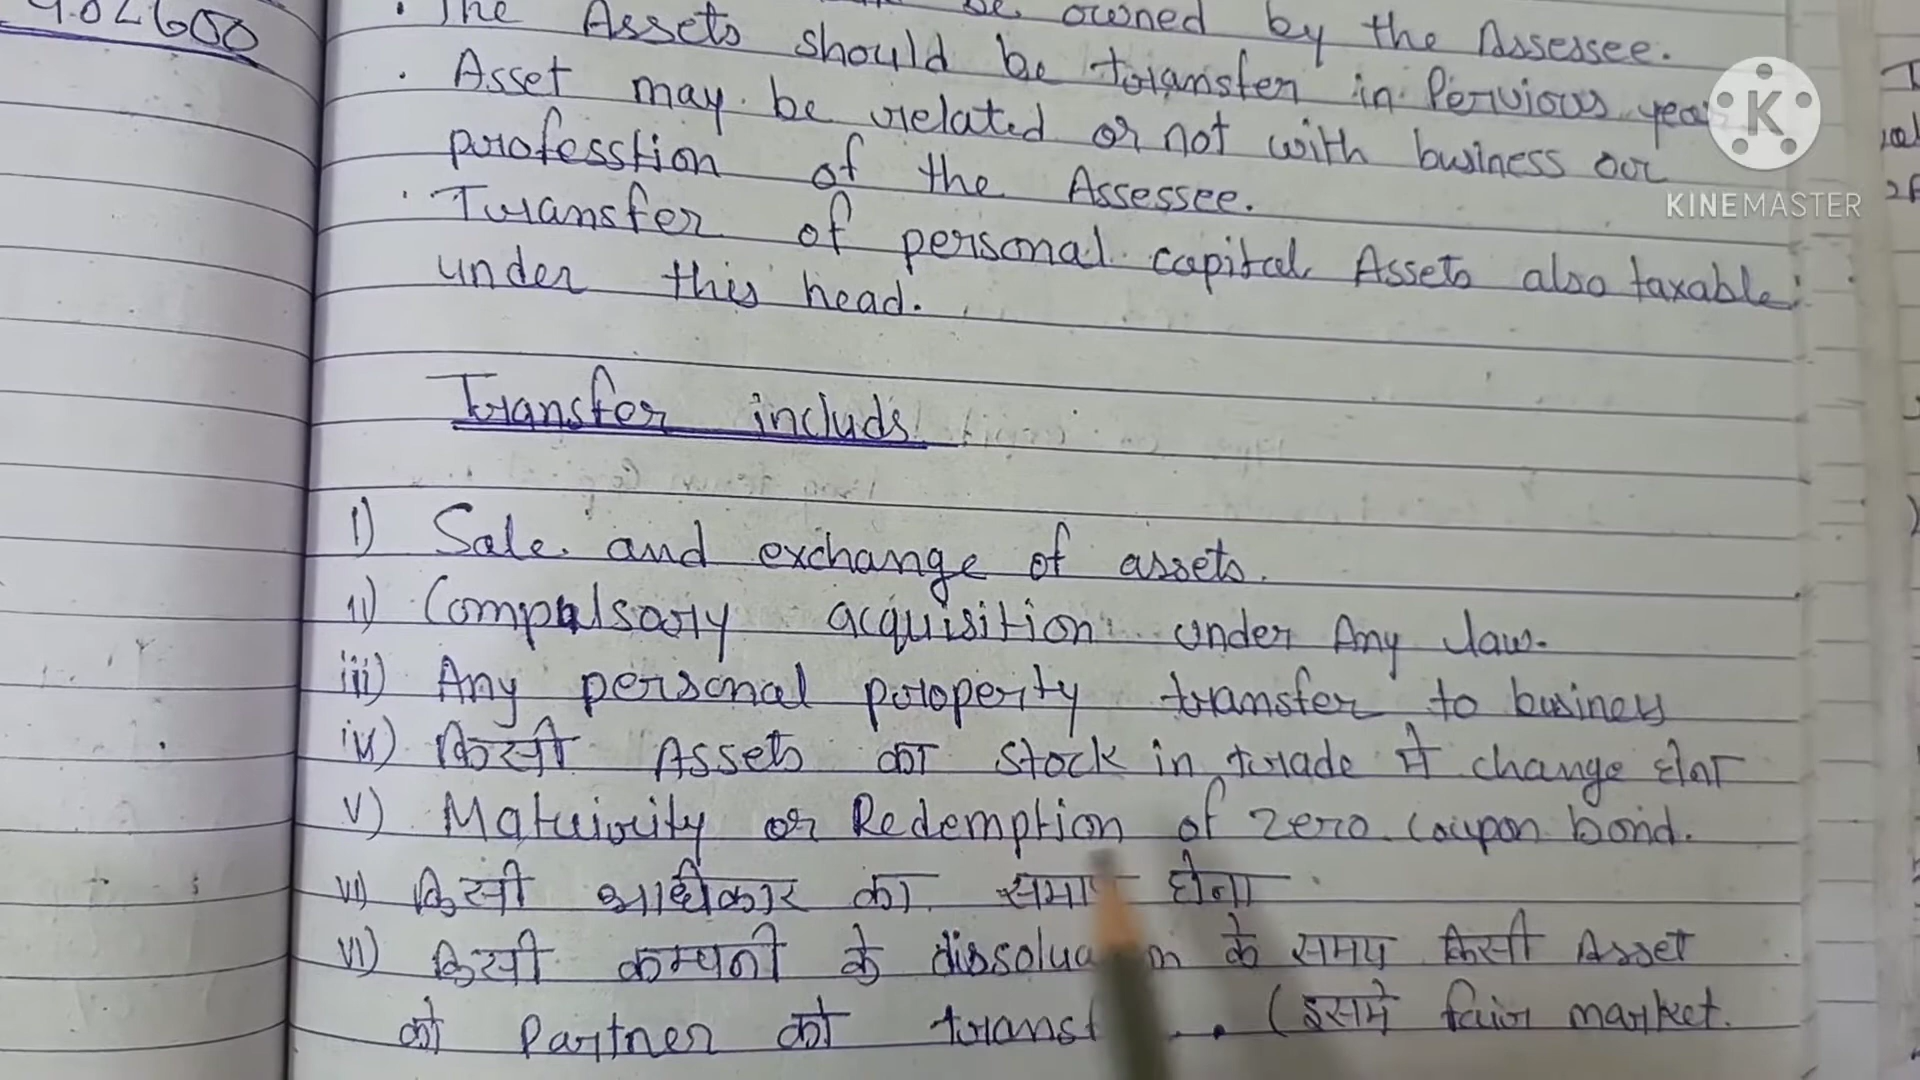 902600
. The Assets be owned by the Assessee.
. Asset should be transfer in Pervious year
may be related or not with business or
professtion of the Assessee.
. Transfer of personal capital Assets also taxable
under this head.
Transfer includs
i) Sale and exchange of assets.
ii) Compulsory acquisition under Any law.
iii) Any personal property transfer to business
iv) किसी Assets का stock in trade मे change होना
v) Maturity or Redemption of zero coupon bond.
vi) किसी अधीकार का होना
vi) किसी कम्पनी के के समय किसी Asset
को Partner को (इसमे fair market
K
KINEMASTER